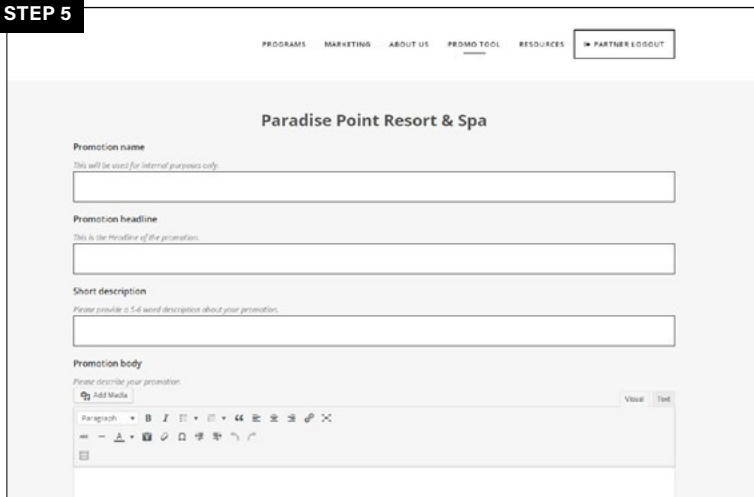 STEP 5
PROGRAMS MARKETING ABOUT US PROMO TOOL RESOURCES PARTNER LOGOUT
Paradise Point Resort & Spa
Promotion name
This will be used for internal purposes only.
Promotion headline
This is the Headline of the promotion.
Short description
Please provide a 5-6 word description about your promotion.
Promotion body
Please describe your promotion
Add Media
Visual Text
Paragraph